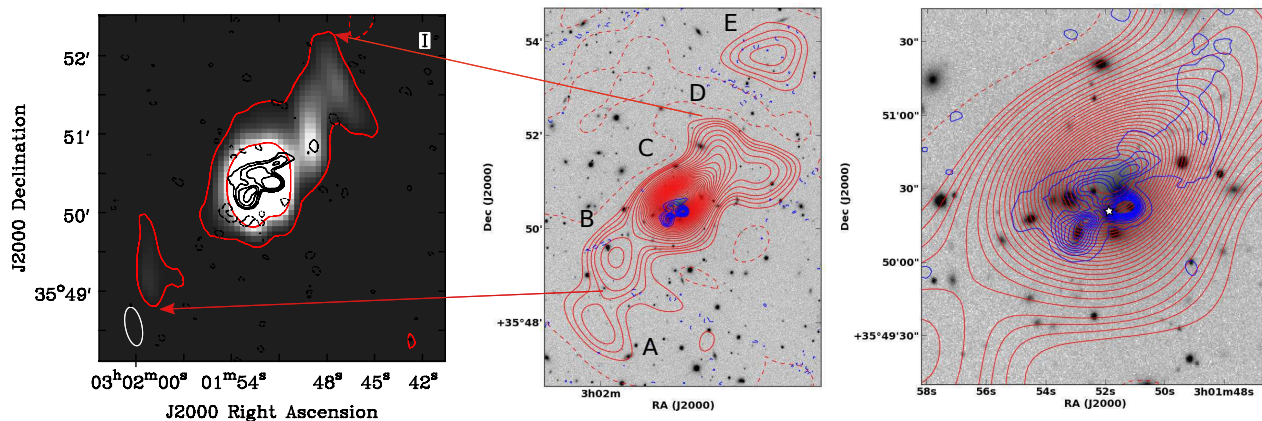 I
52'
51'
50'
35°49'
J2000 Declination
03ʰ02ᵐ00ˢ 01ᵐ54ˢ 48ˢ 45ˢ 42ˢ
J2000 Right Ascension
E
D
C
B
A
54'
52'
50'
+35°48'
Dec (J2000)
3h02m
RA (J2000)
30"
51'00"
30"
50'00"
+35°49'30"
Dec (J2000)
58s 56s 54s 52s 50s 3h01m48s
RA (J2000)